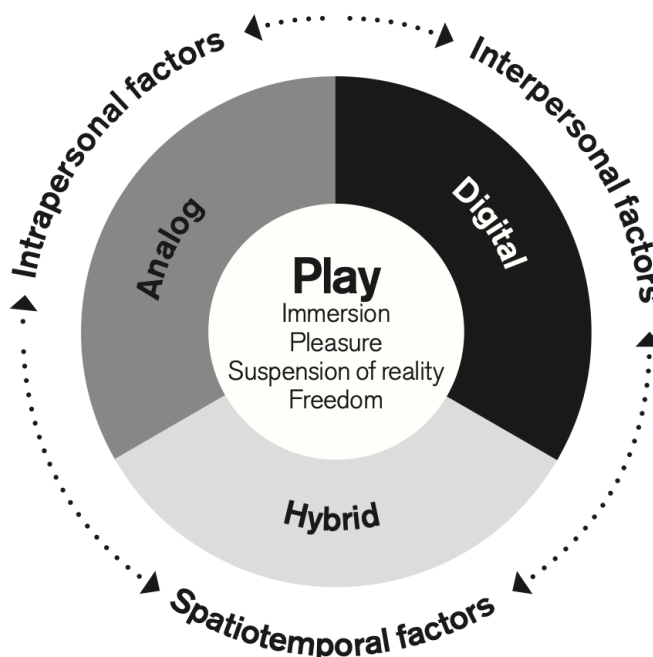 Intrapersonal factors
Interpersonal factors
Analog
Digital
Play
Immersion
Pleasure
Suspension of reality
Freedom
Hybrid
Spatiotemporal factors